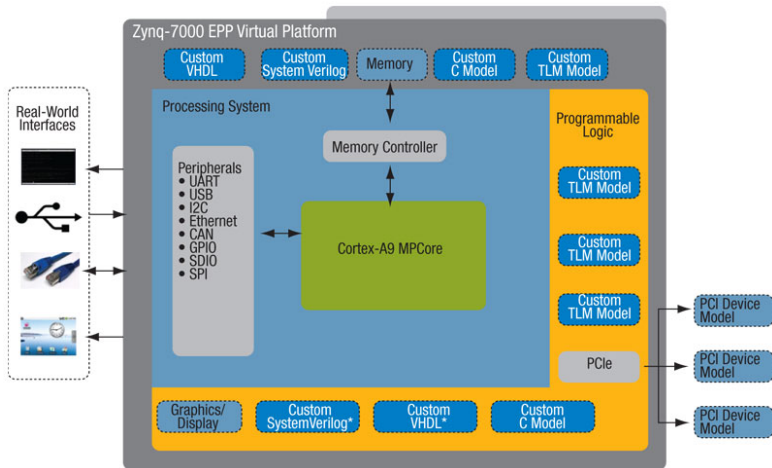 Zynq-7000 EPP Virtual Platform
Custom
VHDL
Custom
System Verilog
Memory
Custom
C Model
Custom
TLM Model
Real-World
Interfaces
Processing System
Memory Controller
Peripherals
• UART
• USB
• I2C
• Ethernet
• CAN
• GPIO
• SDIO
• SPI
Cortex-A9 MPCore
Programmable
Logic
Custom
TLM Model
Custom
TLM Model
Custom
TLM Model
PCIe
PCI Device
Model
PCI Device
Model
PCI Device
Model
Graphics/
Display
Custom
SystemVerilog*
Custom
VHDL*
Custom
C Model